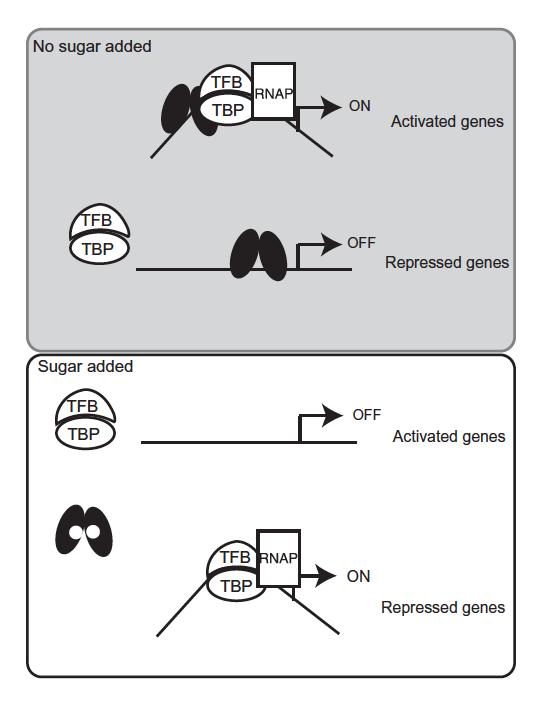 No sugar added
TFB
TBP
RNAP
ON
Activated genes
TFB
TBP
OFF
Repressed genes
Sugar added
TFB
TBP
OFF
Activated genes
TFB
TBP
RNAP
ON
Repressed genes